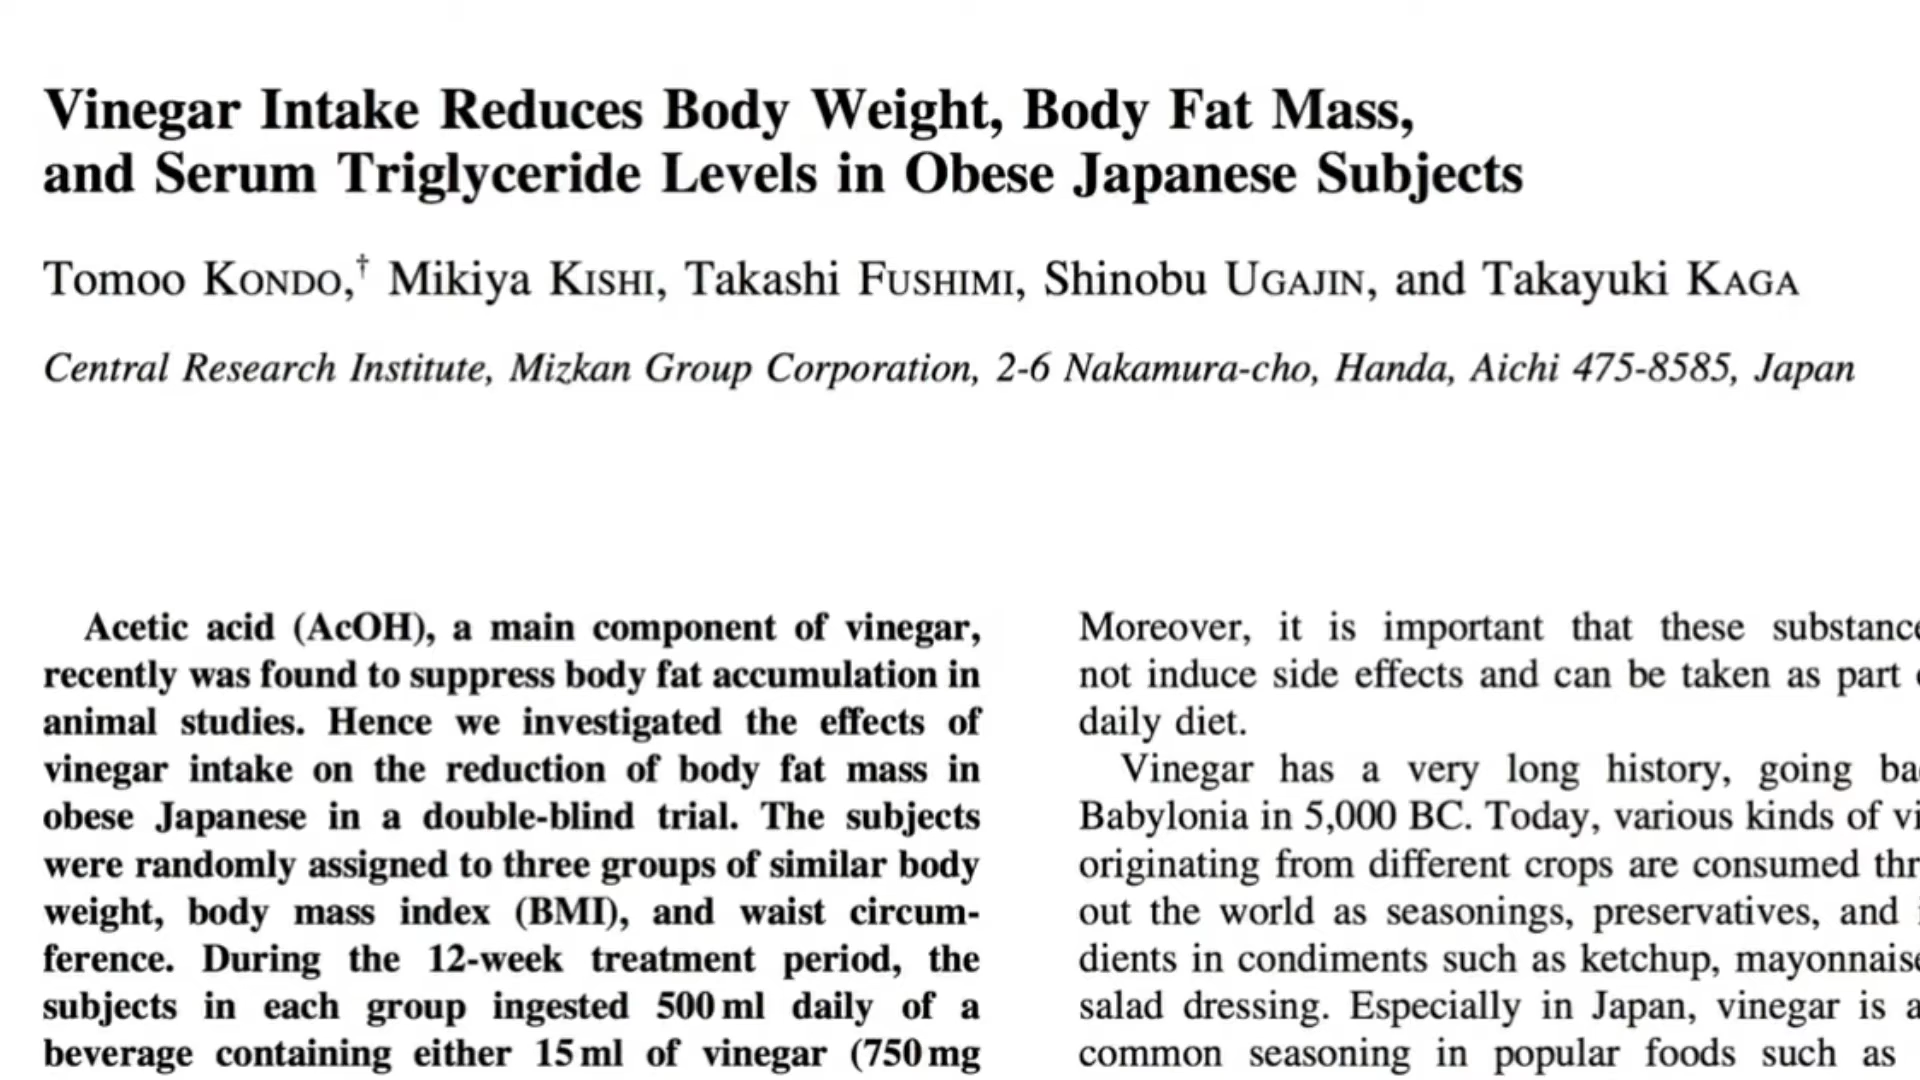 Vinegar Intake Reduces Body Weight, Body Fat Mass,
and Serum Triglyceride Levels in Obese Japanese Subjects
Tomoo KONDO,† Mikiya KISHI, Takashi FUSHIMI, Shinobu UGAJIN, and Takayuki KAGA
Central Research Institute, Mizkan Group Corporation, 2-6 Nakamura-cho, Handa, Aichi 475-8585, Japan
Acetic acid (AcOH), a main component of vinegar,
recently was found to suppress body fat accumulation in
animal studies. Hence we investigated the effects of
vinegar intake on the reduction of body fat mass in
obese Japanese in a double-blind trial. The subjects
were randomly assigned to three groups of similar body
weight, body mass index (BMI), and waist circum-
ference. During the 12-week treatment period, the
subjects in each group ingested 500 ml daily of a
beverage containing either 15 ml of vinegar (750 mg
Moreover, it is important that these substance
not induce side effects and can be taken as part
daily diet.
Vinegar has a very long history, going ba
Babylonia in 5,000 BC. Today, various kinds of vi
originating from different crops are consumed thr
out the world as seasonings, preservatives, and
dients in condiments such as ketchup, mayonnaise
salad dressing. Especially in Japan, vinegar is a
common seasoning in popular foods such as